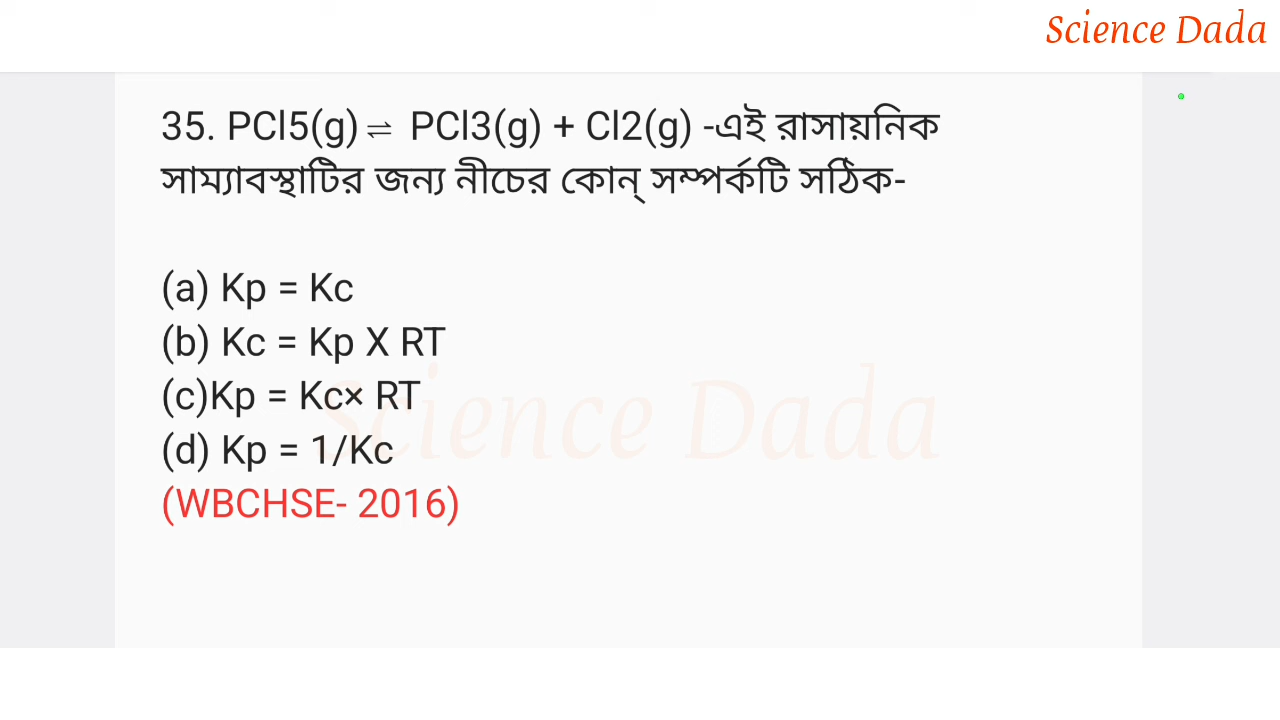 Science Dada
35. PCl5(g)⇌ PCl3(g) + Cl2(g) -এই রাসায়নিক
সাম্যাবস্থাটির জন্য নীচের কোন্ সম্পর্কটি সঠিক-
(a) Kp = Kc
(b) Kc = Kp X RT
(c)Kp = Kc× RT
(d) Kp = 1/Kc
(WBCHSE- 2016)
Science Dada